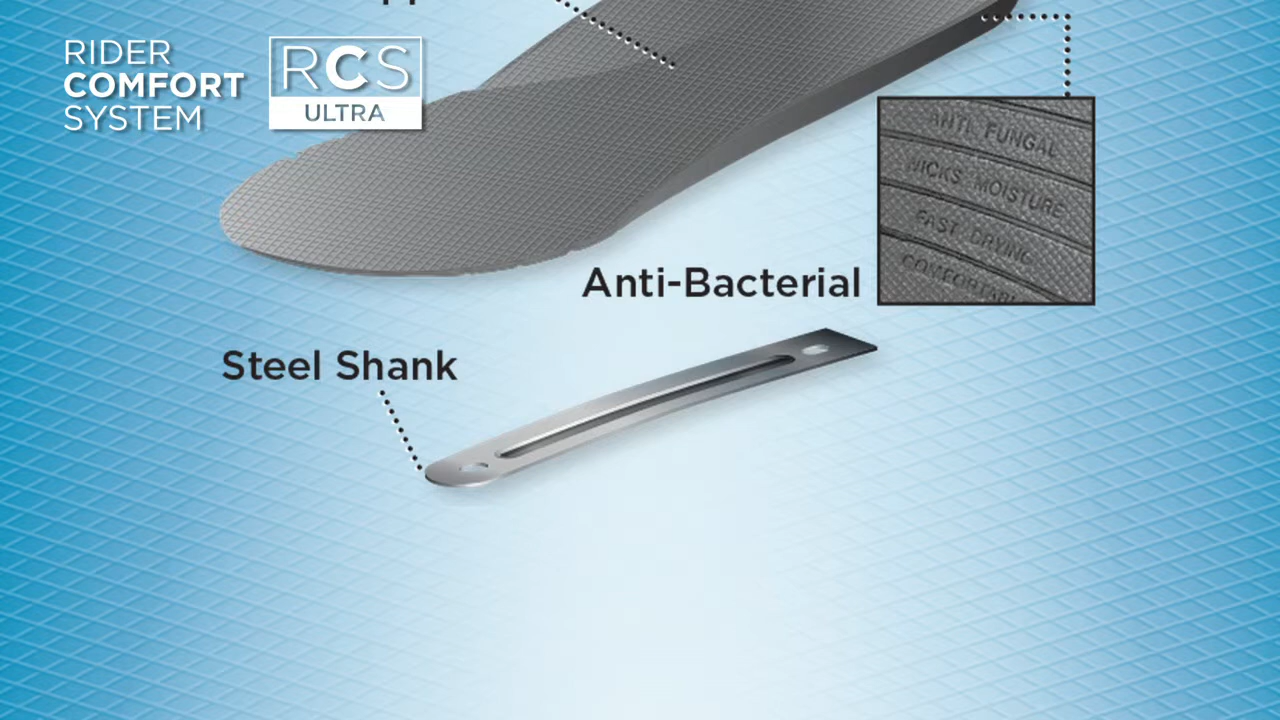 RIDER
COMFORT
SYSTEM
RCS
ULTRA
ANTI FUNGAL
WICKS MOISTURE
FAST DRYING
Anti-Bacterial
Steel Shank